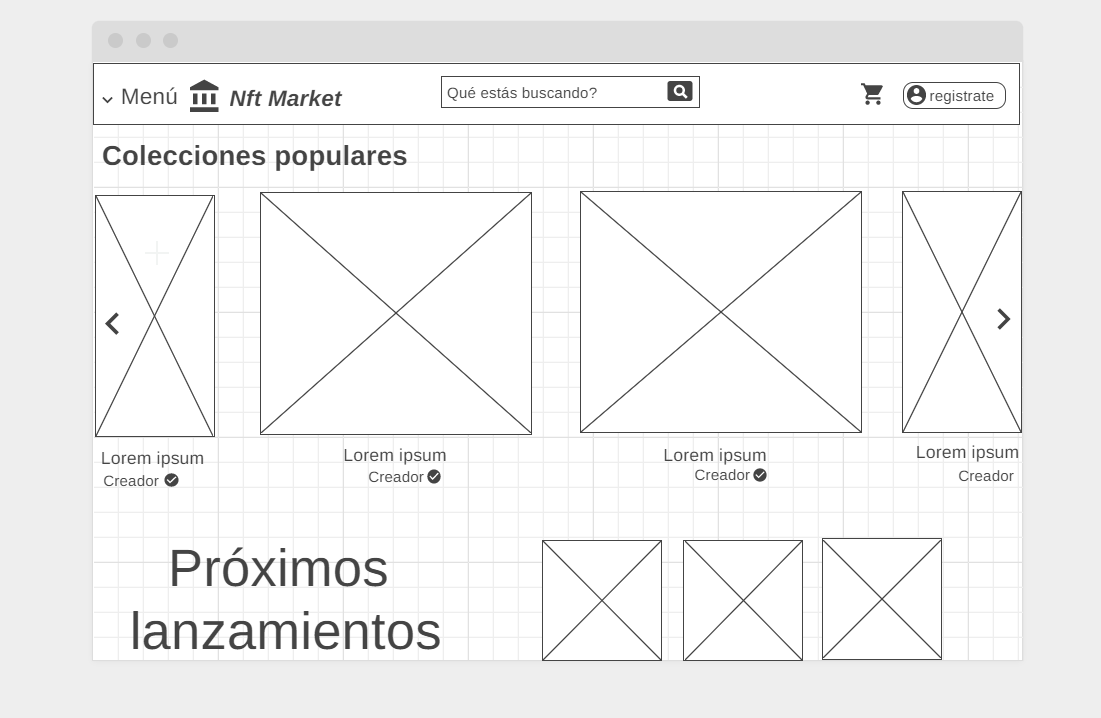 Menú
Nft Market
Qué estás buscando?
registrate
Colecciones populares
Lorem ipsum
Creador
Lorem ipsum
Creador
Lorem ipsum
Creador
Lorem ipsum
Creador
Próximos
lanzamientos